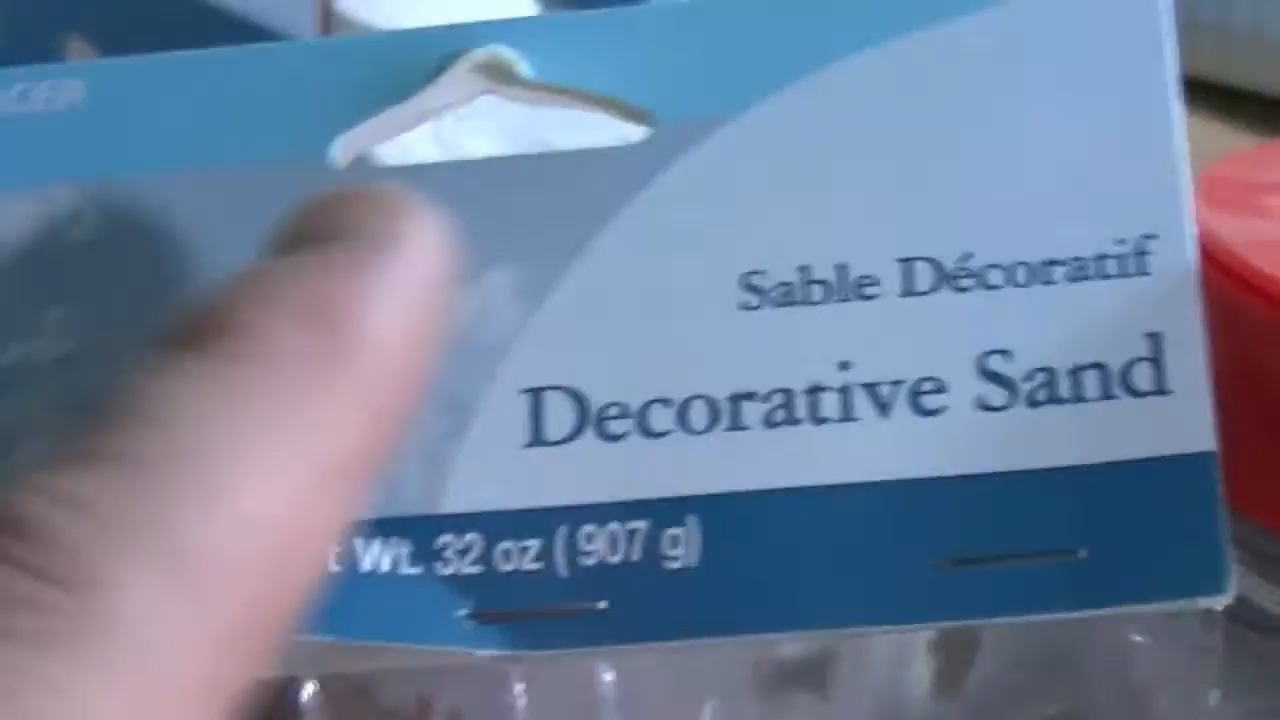 Sable Décoratif
Decorative Sand
Wt. 32 oz (907 g)